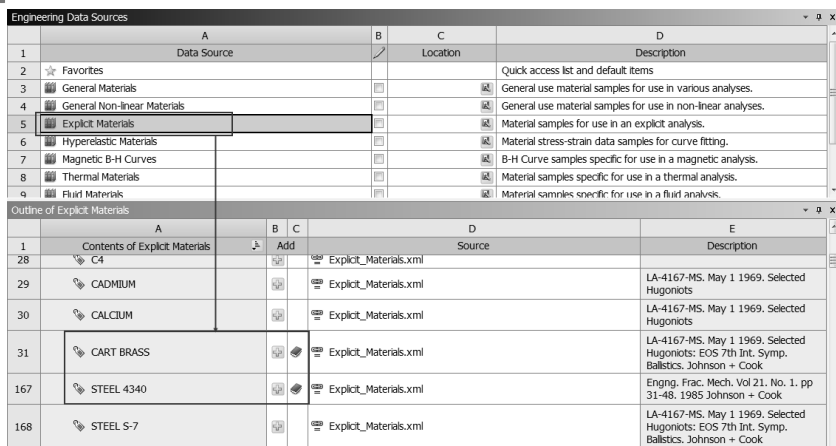 Engineering Data Sources
A B C D
1 Data Source Location Description
2 Favorites Quick access list and default items
3 General Materials General use material samples for use in various analyses.
4 General Non-linear Materials General use material samples for use in non-linear analyses.
5 Explicit Materials Material samples for use in an explicit analysis.
6 Hyperelastic Materials Material stress-strain data samples for curve fitting.
7 Magnetic B-H Curves B-H Curve samples specific for use in a magnetic analysis.
8 Thermal Materials Material samples specific for use in a thermal analysis.
9 Fluid Materials Material samples specific for use in a fluid analysis.
Outline of Explicit Materials
A B C D E
1 Contents of Explicit Materials Add Source Description
28 C4 Explicit_Materials.xml
29 CADMIUM Explicit_Materials.xml LA-4167-MS. May 1 1969. Selected
Hugoniots
30 CALCIUM Explicit_Materials.xml LA-4167-MS. May 1 1969. Selected
Hugoniots
31 CART BRASS Explicit_Materials.xml LA-4167-MS. May 1 1969. Selected
Hugoniots: EOS 7th Int. Symp.
Ballistics. Johnson + Cook
167 STEEL 4340 Explicit_Materials.xml Engng. Frac. Mech. Vol 21. No. 1. pp
31-48. 1985 Johnson + Cook
168 STEEL S-7 Explicit_Materials.xml LA-4167-MS. May 1 1969. Selected
Hugoniots: EOS 7th Int. Symp.
Ballistics. Johnson + Cook